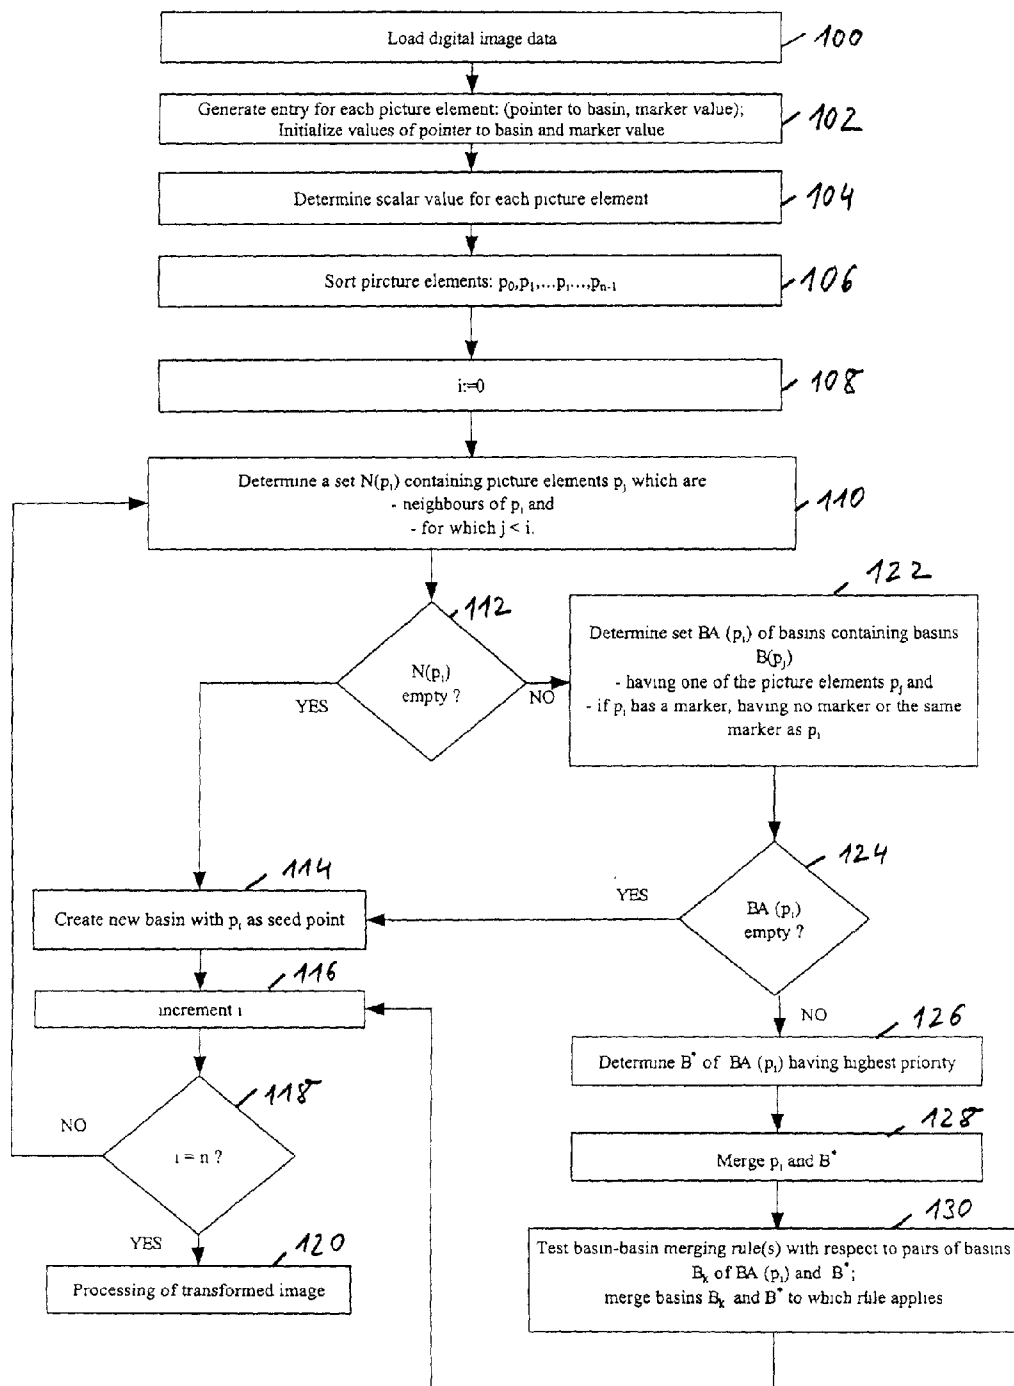 Load digital image data
100
Generate entry for each picture element: (pointer to basin, marker value);
Initialize values of pointer to basin and marker value
102
Determine scalar value for each picture element
104
Sort pircture elements: p₀,p₁,...pᵢ...,pₙ₋₁
106
i:=0
108
Determine a set N(pᵢ) containing picture elements pⱼ which are
- neighbours of pᵢ and
- for which j < i.
110
112
N(pᵢ)
empty ?
YES
NO
122
Determine set BA (pᵢ) of basins containing basins
B(pⱼ)
- having one of the picture elements pⱼ and
- if pᵢ has a marker, having no marker or the same
marker as pᵢ
124
BA (pᵢ)
empty ?
YES
NO
114
Create new basin with pᵢ as seed point
116
increment i
118
i = n ?
NO
YES
120
Processing of transformed image
126
Determine B* of BA (pᵢ) having highest priority
128
Merge pᵢ and B*
130
Test basin-basin merging rule(s) with respect to pairs of basins
Bₖ of BA (pᵢ) and B*;
merge basins Bₖ and B* to which rule applies